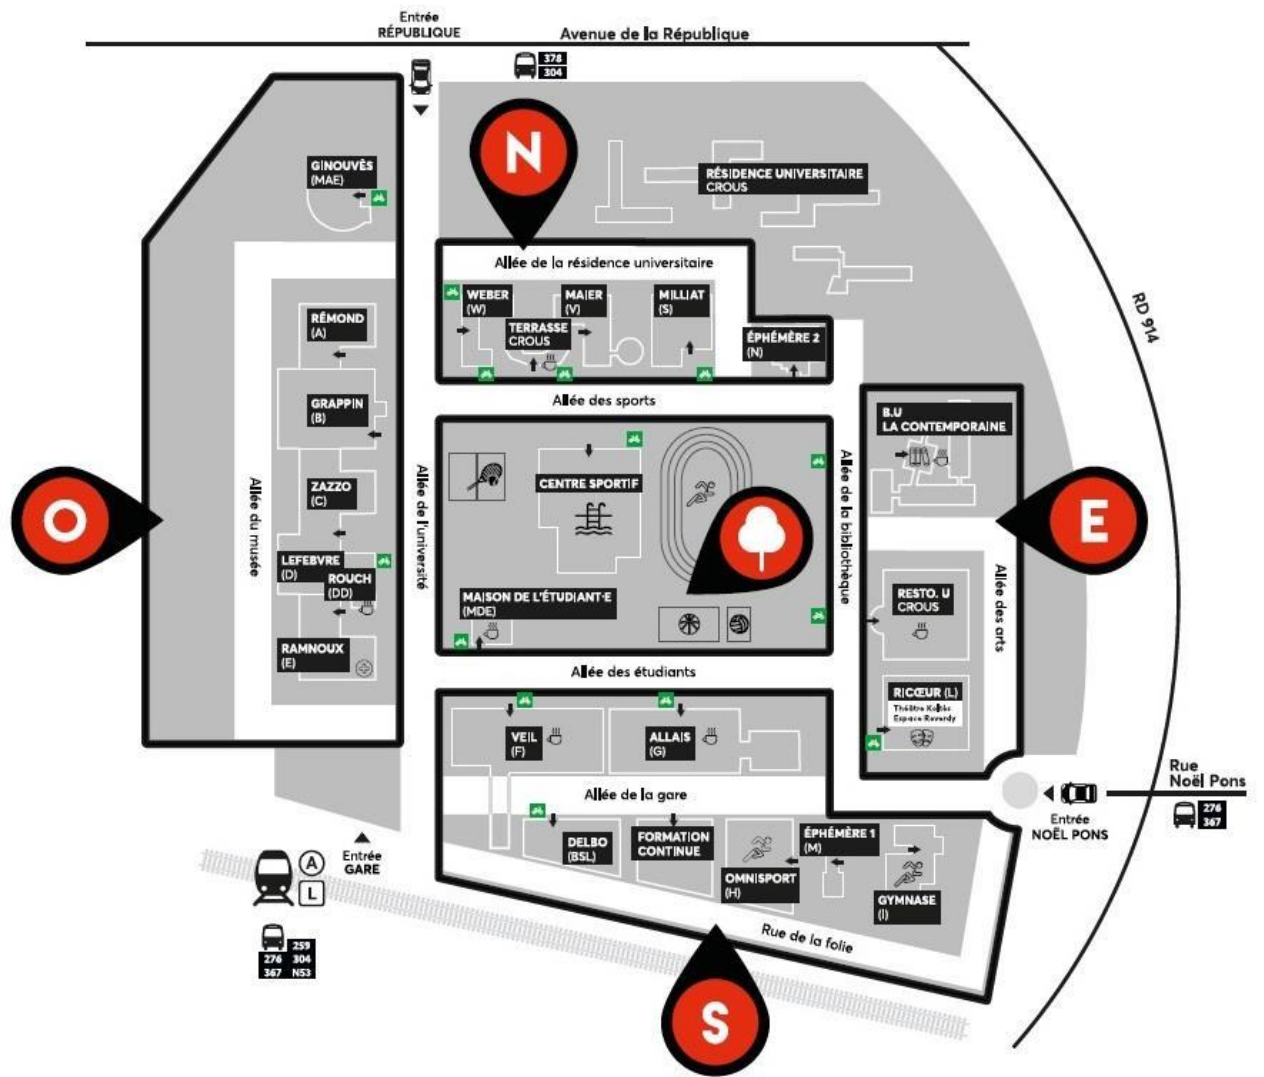 Entrée
RÉPUBLIQUE
Avenue de la République
378
304
N
GINOUVÈS
(MAE)
RÉSIDENCE UNIVERSITAIRE
CROUS
Allée de la résidence universitaire
WEBER
(W)
MAIER
(V)
MILLIAT
(S)
TERRASSE
CROUS
ÉPHÉMÈRE 2
(N)
RD 914
RÉMOND
(A)
GRAPPIN
(B)
ZAZZO
(C)
LEFEBVRE
(D)
ROUCH
(DD)
RAMNOUX
(E)
O
Allée du musée
Allée de l'université
Allée des sports
CENTRE SPORTIF
MAISON DE L'ÉTUDIANT·E
(MDE)
Allée de la bibliothèque
B.U
LA CONTEMPORAINE
E
RESTO. U
CROUS
Allée des arts
RICŒUR (L)
Théâtre Koltès
Espace Reverdy
Allée des étudiants
VEIL
(F)
ALLAIS
(G)
Allée de la gare
DELBO
(BSL)
FORMATION
CONTINUE
OMNISPORT
(H)
ÉPHÉMÈRE 1
(M)
GYMNASE
(I)
Rue de la folie
Rue
Noël Pons
276
367
Entrée
NOËL PONS
Entrée
GARE
A
L
259
276 304
367 N53
S